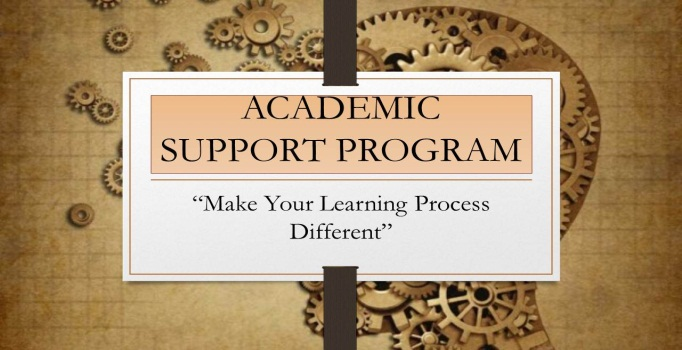 ACADEMIC
SUPPORT PROGRAM
“Make Your Learning Process
Different”